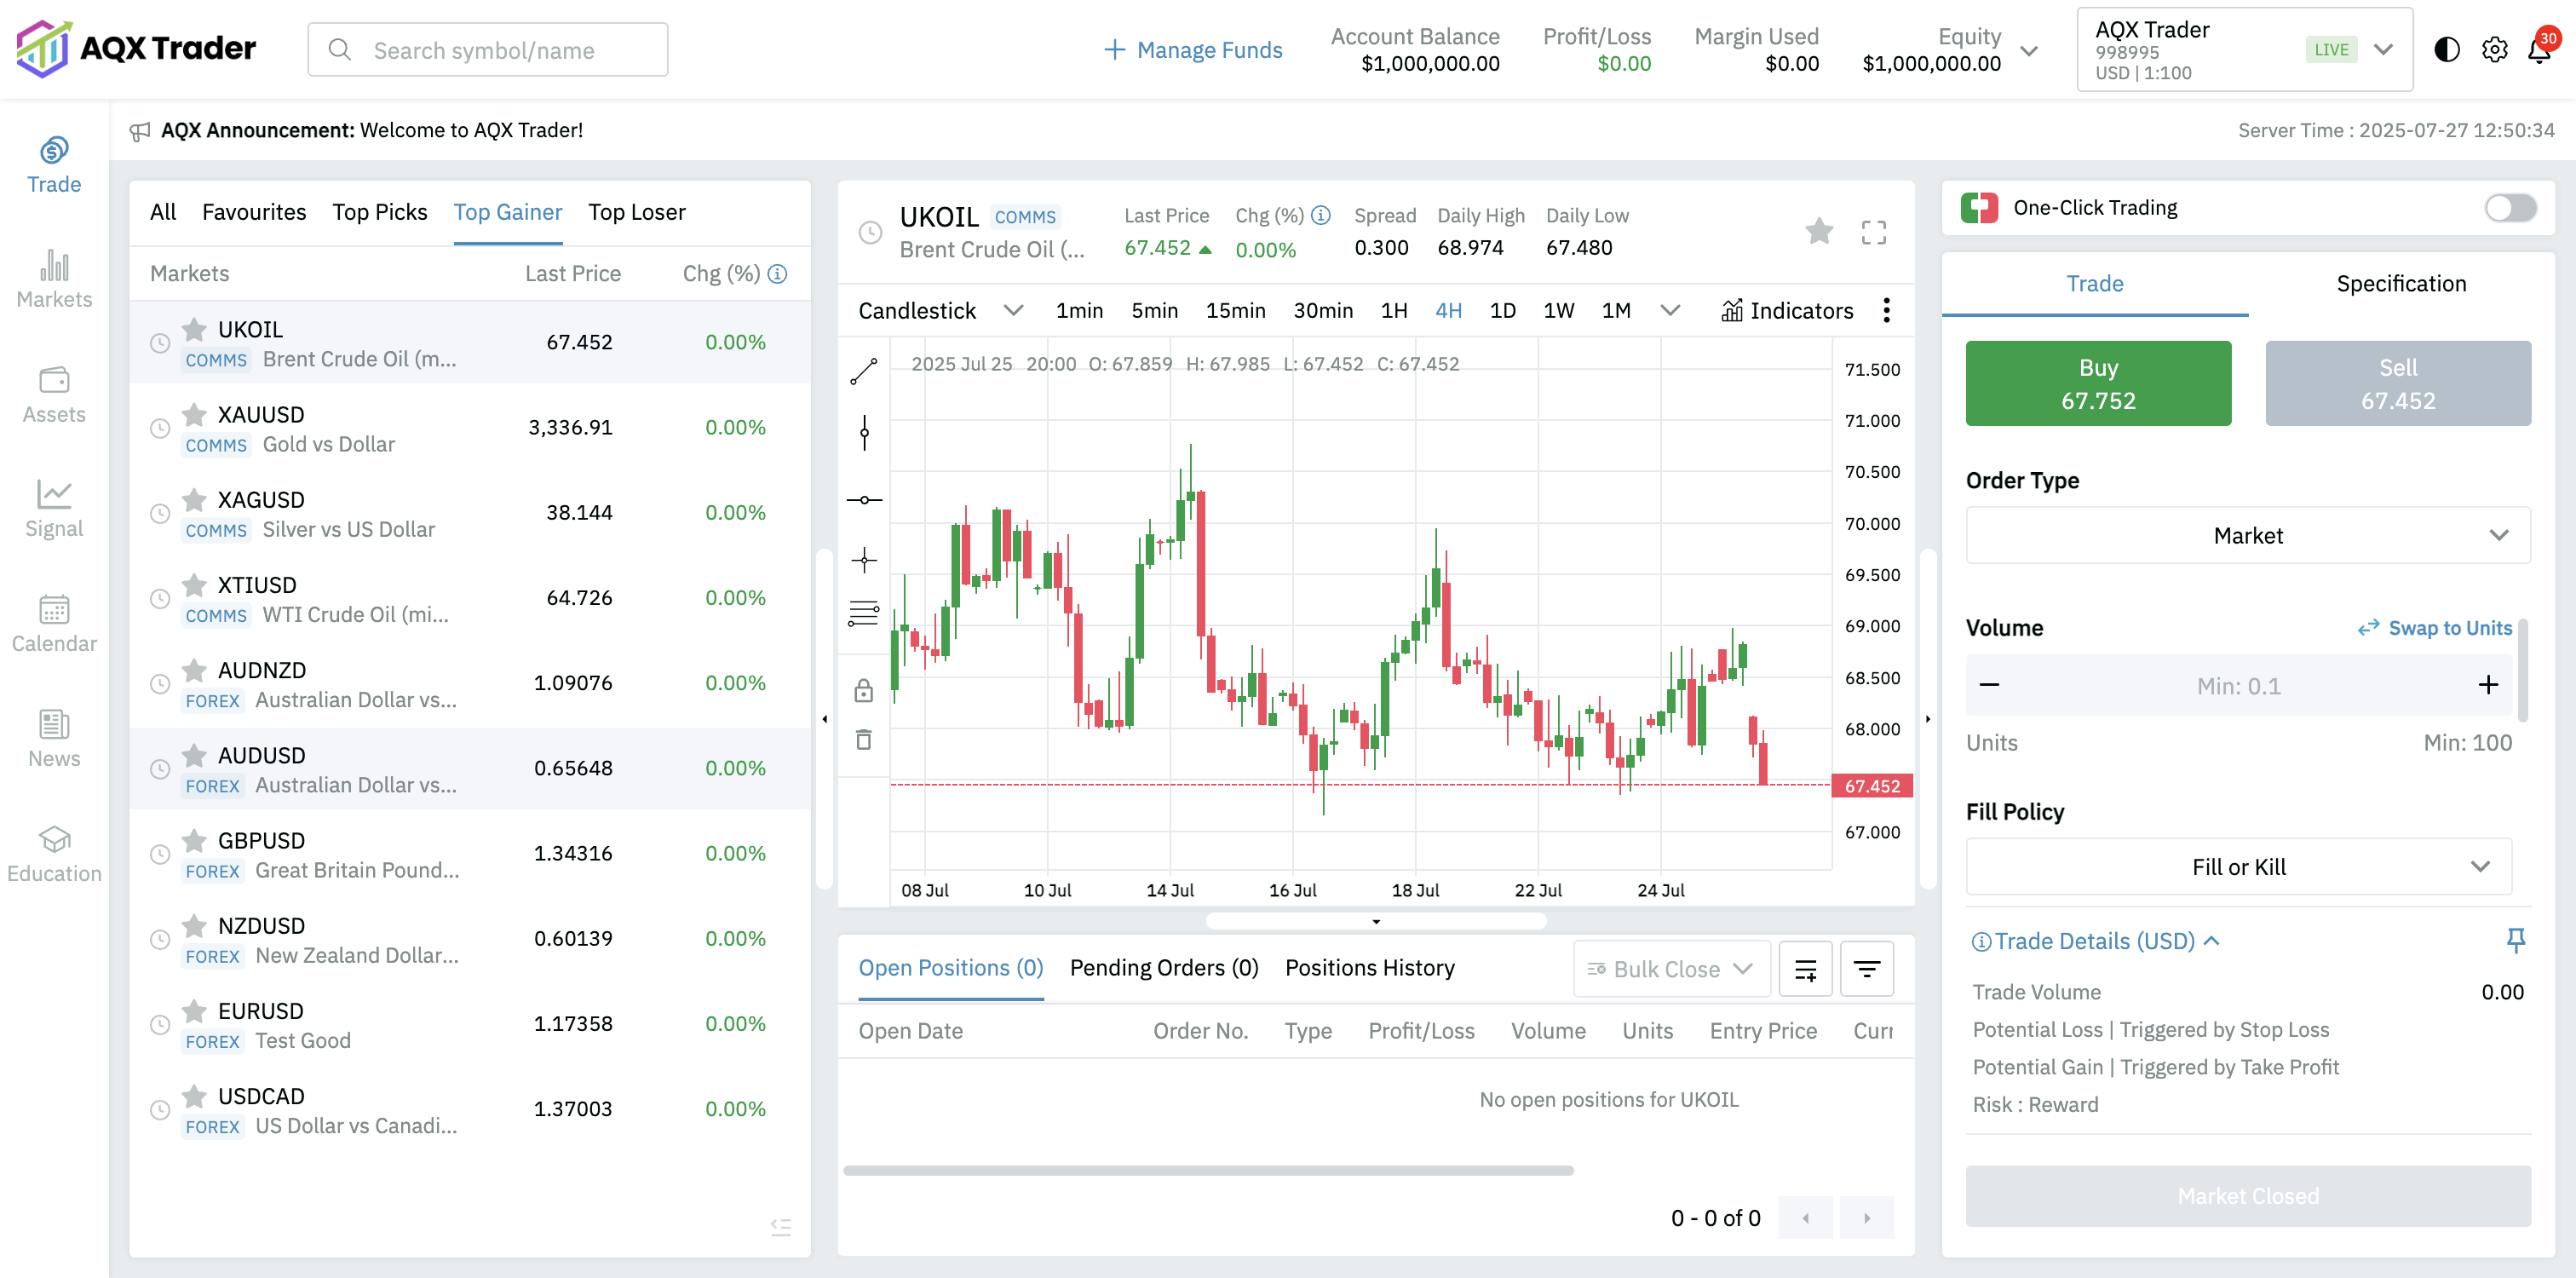 AQX Trader
Search symbol/name
Manage Funds
Account Balance
$1,000,000.00
Profit/Loss
$0.00
Margin Used
$0.00
Equity
$1,000,000.00
AQX Trader
998995
USD | 1:100
LIVE
30
AQX Announcement: Welcome to AQX Trader!
Server Time : 2025-07-27 12:50:34
Trade
Markets
Assets
Signal
Calendar
News
Education
All Favourites Top Picks Top Gainer Top Loser
Markets Last Price Chg (%)
UKOIL
COMMS Brent Crude Oil (m...
67.452 0.00%
XAUUSD
COMMS Gold vs Dollar
3,336.91 0.00%
XAGUSD
COMMS Silver vs US Dollar
38.144 0.00%
XTIUSD
COMMS WTI Crude Oil (mi...
64.726 0.00%
AUDNZD
FOREX Australian Dollar vs...
1.09076 0.00%
AUDUSD
FOREX Australian Dollar vs...
0.65648 0.00%
GBPUSD
FOREX Great Britain Pound...
1.34316 0.00%
NZDUSD
FOREX New Zealand Dollar...
0.60139 0.00%
EURUSD
FOREX Test Good
1.17358 0.00%
USDCAD
FOREX US Dollar vs Canadi...
1.37003 0.00%
UKOIL COMMS
Brent Crude Oil (...
Last Price
67.452
Chg (%)
0.00%
Spread
0.300
Daily High
68.974
Daily Low
67.480
Candlestick 1min 5min 15min 30min 1H 4H 1D 1W 1M Indicators
2025 Jul 25 20:00 O: 67.859 H: 67.985 L: 67.452 C: 67.452
71.500
71.000
70.500
70.000
69.500
69.000
68.500
68.000
67.452
67.000
08 Jul 10 Jul 14 Jul 16 Jul 18 Jul 22 Jul 24 Jul
Open Positions (0) Pending Orders (0) Positions History Bulk Close
Open Date Order No. Type Profit/Loss Volume Units Entry Price Curr
No open positions for UKOIL
0 - 0 of 0
One-Click Trading
Trade Specification
Buy
67.752
Sell
67.452
Order Type
Market
Volume Swap to Units
Min: 0.1
Units Min: 100
Fill Policy
Fill or Kill
Trade Details (USD)
Trade Volume 0.00
Potential Loss | Triggered by Stop Loss
Potential Gain | Triggered by Take Profit
Risk : Reward
Market Closed